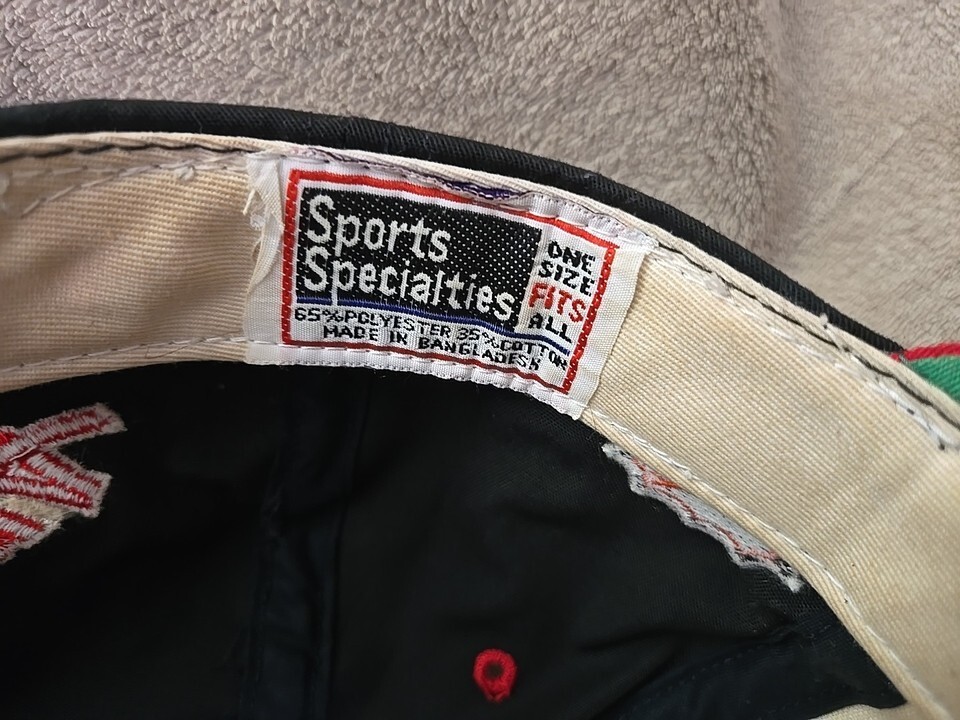 Sports
Specialties
ONE
SIZE
FITS
ALL
65%POLYESTER 35%COTTON
MADE IN BANGLADESH